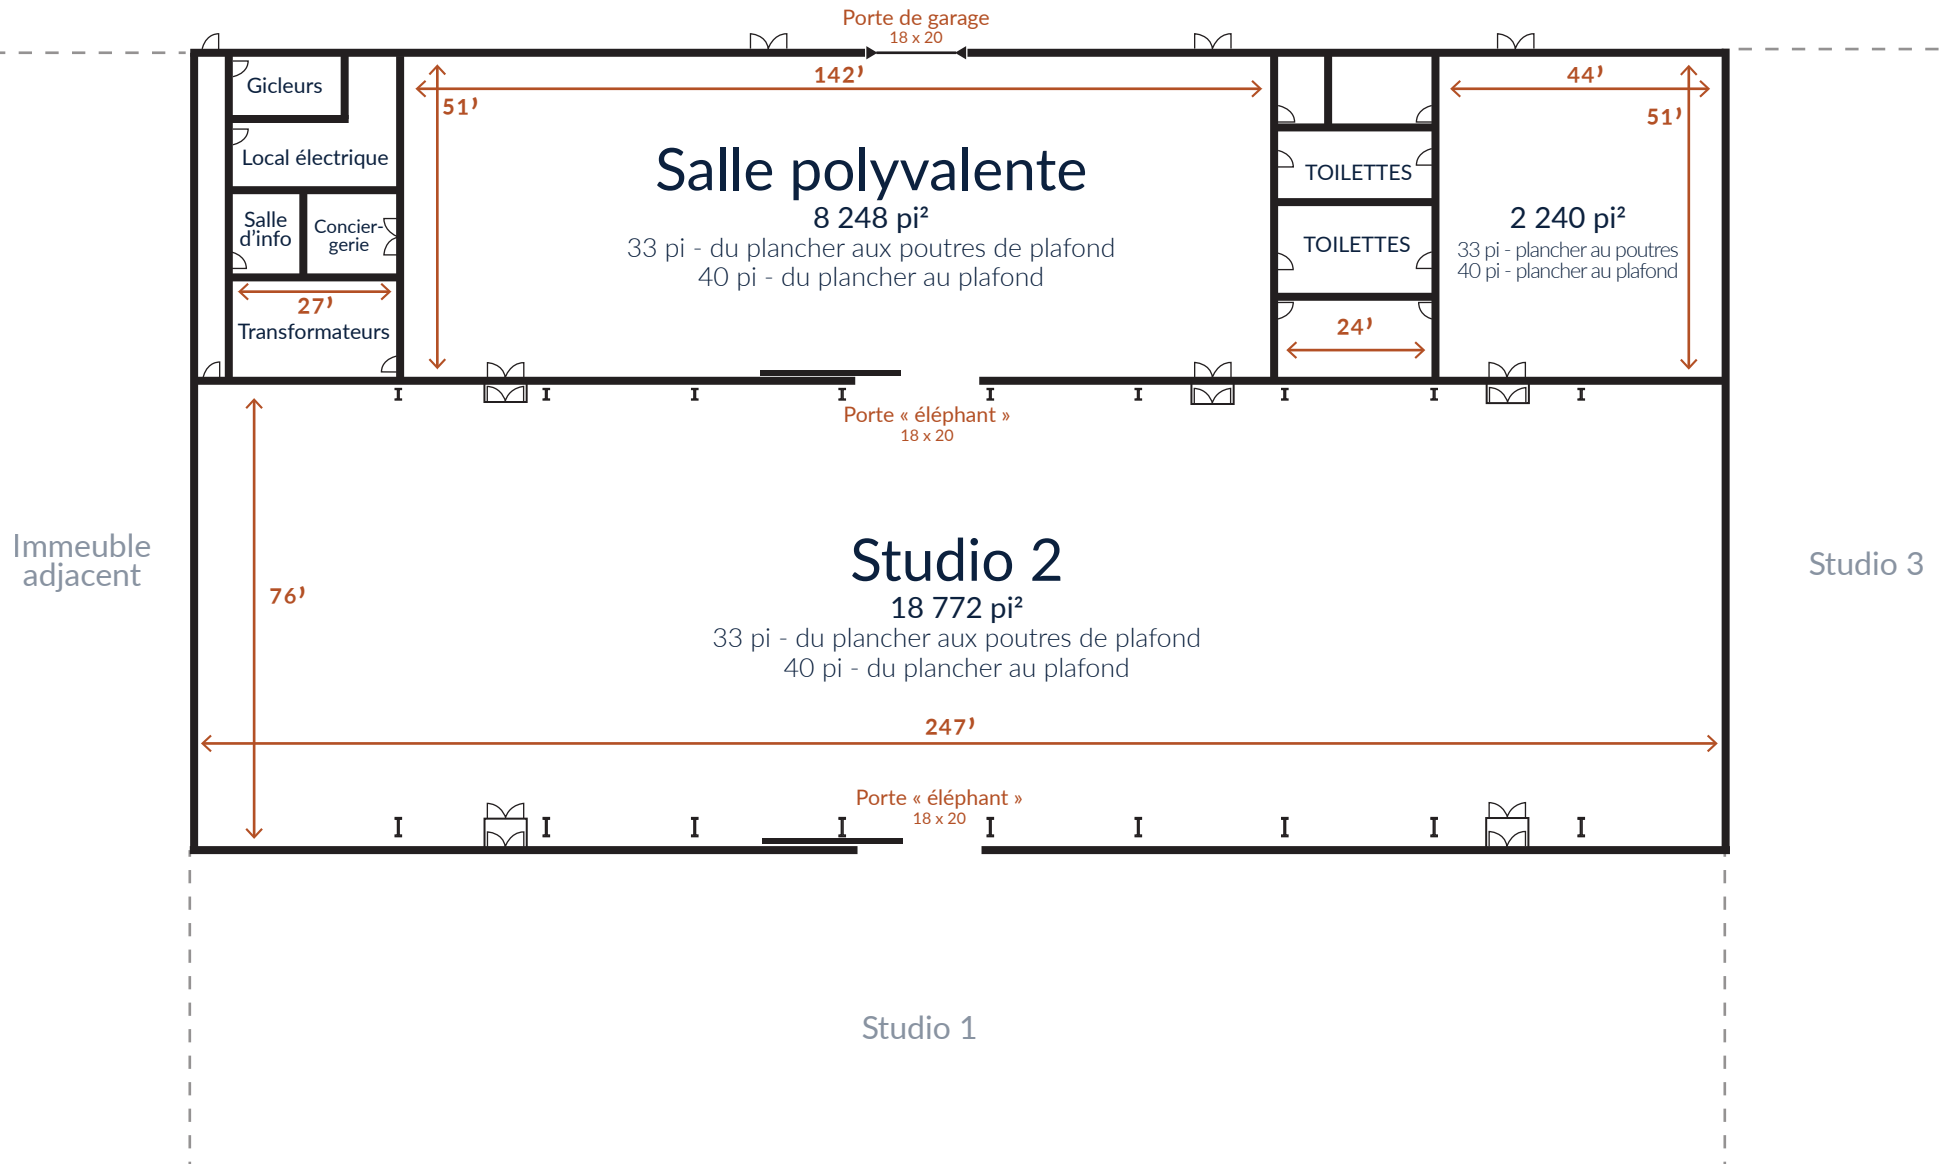 Porte de garage
18 x 20
Gicleurs
Local électrique
Salle
d’info
Concier-
gerie
27’
Transformateurs
142’
51’
Salle polyvalente
8 248 pi²
33 pi - du plancher aux poutres de plafond
40 pi - du plancher au plafond
TOILETTES
TOILETTES
24’
44’
51’
2 240 pi²
33 pi - plancher au poutres
40 pi - plancher au plafond
Porte « éléphant »
18 x 20
Immeuble
adjacent
76’
Studio 2
18 772 pi²
33 pi - du plancher aux poutres de plafond
40 pi - du plancher au plafond
247’
Studio 3
Porte « éléphant »
18 x 20
Studio 1